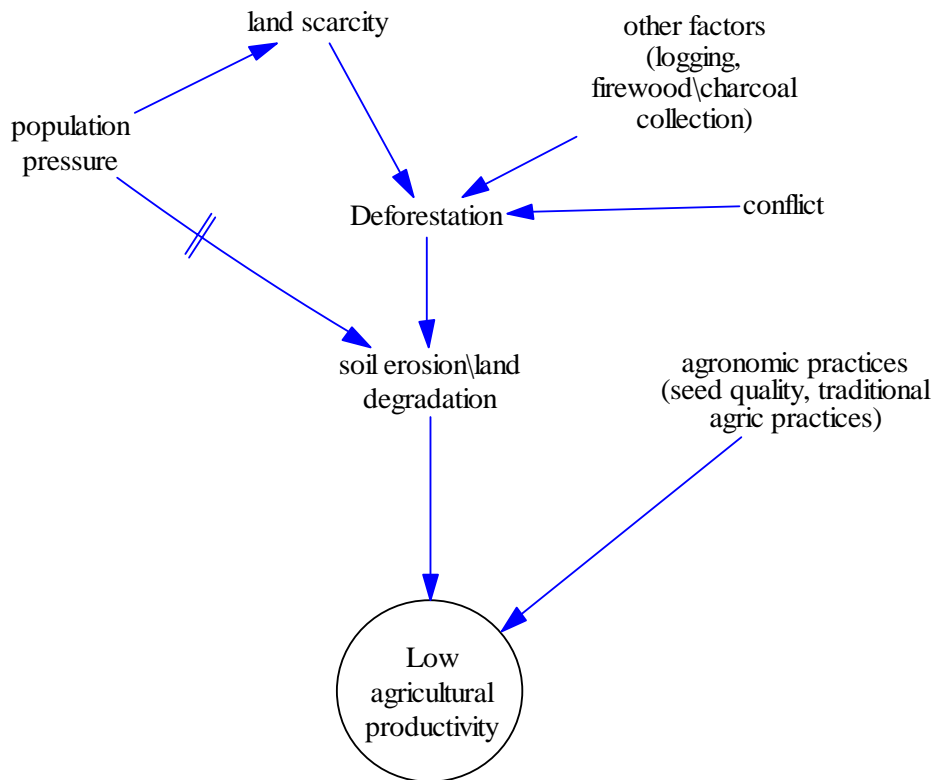 land scarcity
other factors
(logging,
firewood\charcoal
collection)
population
pressure
Deforestation
conflict
soil erosion\land
degradation
agronomic practices
(seed quality, traditional
agric practices)
Low
agricultural
productivity